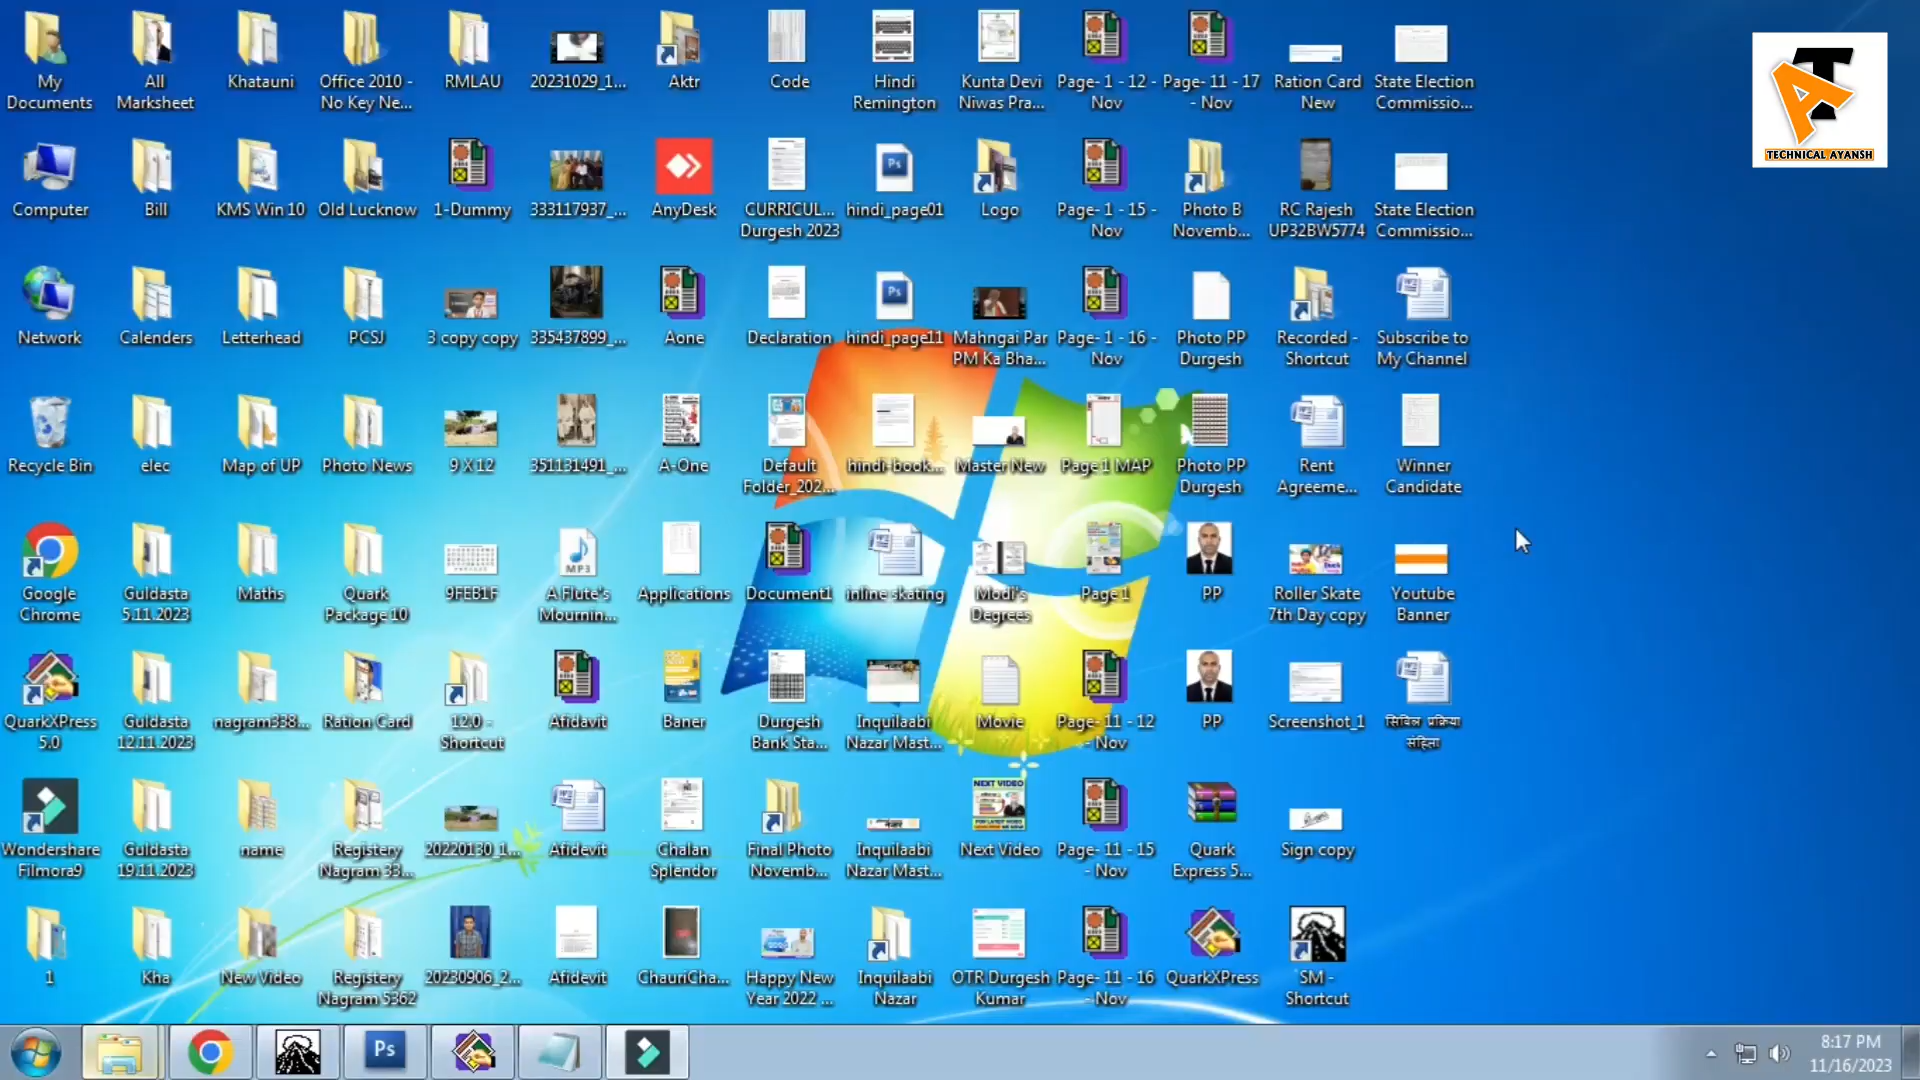 My
Documents
All
Marksheet
Khatauni
Office 2010 -
No Key Ne...
RMLAU
20231029_1...
Aktr
Code
Hindi
Remington
Kunta Devi
Niwas Pra...
Page- 1 - 12 -
Nov
Page- 11 - 17
- Nov
Ration Card
New
State Election
Commissio...
TECHNICAL AYANSH
Computer
Bill
KMS Win 10
Old Lucknow
1-Dummy
333117937_...
AnyDesk
CURRICUL...
Durgesh 2023
Ps
hindi_page01
Logo
Page- 1 - 15 -
Nov
Photo B
Novemb...
RC Rajesh
UP32BW5774
State Election
Commissio...
Network
Calenders
Letterhead
PCSJ
3 copy copy
335437899_...
Aone
Declaration
Ps
hindi_page11
Mahngai Par
PM Ka Bha...
Page- 1 - 16 -
Nov
Photo PP
Durgesh
Recorded -
Shortcut
Subscribe to
My Channel
Recycle Bin
elec
Map of UP
Photo News
9 X 12
351131491_...
A-One
Default
Folder_202...
hindi-book...
Master New
Page 1 MAP
Photo PP
Durgesh
Rent
Agreeme...
Winner
Candidate
Google
Chrome
Guldasta
5.11.2023
Maths
Quark
Package 10
9FEB1F
MP3
A Flute's
Mournin...
Applications
Document1
inline skating
Modi's
Degrees
Page 1
PP
Roller Skate
7th Day copy
Youtube
Banner
QuarkXPress
5.0
Guldasta
12.11.2023
nagram338...
Ration Card
12.0 -
Shortcut
Afidavit
Baner
Durgesh
Bank Sta...
Inquilaabi
Nazar Mast...
Movie
Page- 11 - 12
- Nov
PP
Screenshot_1
सिविल प्रक्रिया
संहिता
Wondershare
Filmora9
Guldasta
19.11.2023
name
Registery
Nagram 33...
20220130_1...
Afidevit
Chalan
Splendor
Final Photo
Novemb...
Inquilaabi
Nazar Mast...
NEXT VIDEO
Next Video
Page- 11 - 15
- Nov
Quark
Express 5...
Sign copy
1
Kha
New Video
Registery
Nagram 5362
20230906_2...
Afidevit
ChauriCha...
Happy New
Year 2022 ...
Inquilaabi
Nazar
OTR Durgesh
Kumar
Page- 11 - 16
- Nov
QuarkXPress
SM -
Shortcut
Ps
8:17 PM
11/16/2023